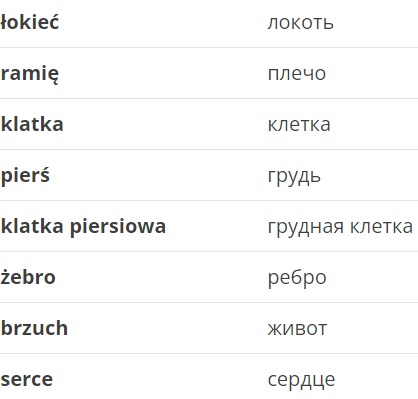 łokieć локоть
ramię плечо
klatka клетка
pierś грудь
klatka piersiowa грудная клетка
żebro ребро
brzuch живот
serce сердце